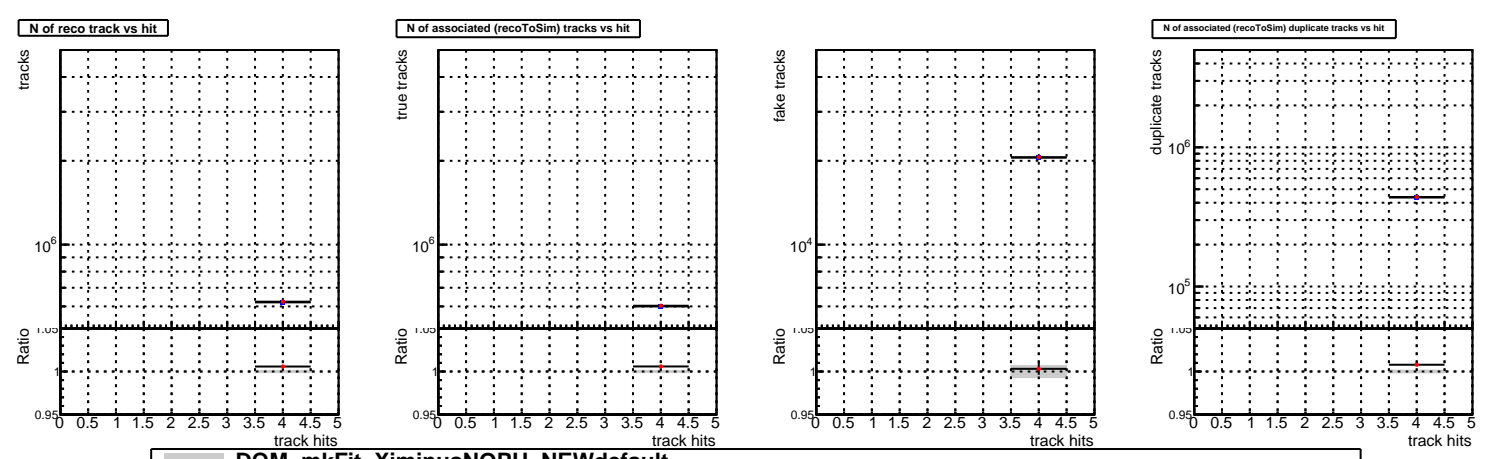 N of reco track vs hit
N of associated (recoToSim) tracks vs hit
N of associated (recoToSim) duplicate tracks vs hit
tracks
10^6
Ratio
1.05
1
0.95
0 0.5 1 1.5 2 2.5 3 3.5 4 4.5 5
track hits
true tracks
10^6
Ratio
1.05
1
0.95
0 0.5 1 1.5 2 2.5 3 3.5 4 4.5 5
track hits
fake tracks
10^4
Ratio
1.05
1
0.95
0 0.5 1 1.5 2 2.5 3 3.5 4 4.5 5
track hits
duplicate tracks
10^6
10^5
Ratio
1.05
1
0.95
0 0.5 1 1.5 2 2.5 3 3.5 4 4.5 5
track hits